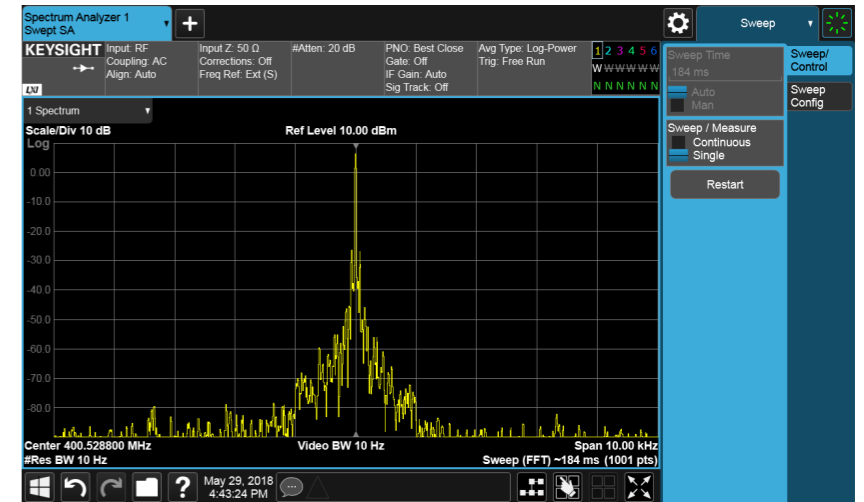 Spectrum Analyzer 1
Swept SA
Sweep
KEYSIGHT
LXI
Input: RF
Coupling: AC
Align: Auto
Input Z: 50 Ω
Corrections: Off
Freq Ref: Ext (S)
#Atten: 20 dB
PNO: Best Close
Gate: Off
IF Gain: Auto
Sig Track: Off
Avg Type: Log-Power
Trig: Free Run
1 2 3 4 5 6
W W W W W W
N N N N N N
Sweep Time
184 ms
Auto
Man
Sweep / Measure
Continuous
Single
Restart
Sweep/
Control
Sweep
Config
1 Spectrum
Scale/Div 10 dB
Ref Level 10.00 dBm
Log
0.00
-10.0
-20.0
-30.0
-40.0
-50.0
-60.0
-70.0
-80.0
Center 400.528800 MHz
Video BW 10 Hz
Span 10.00 kHz
#Res BW 10 Hz
Sweep (FFT) ~184 ms (1001 pts)
?
May 29, 2018
4:43:24 PM